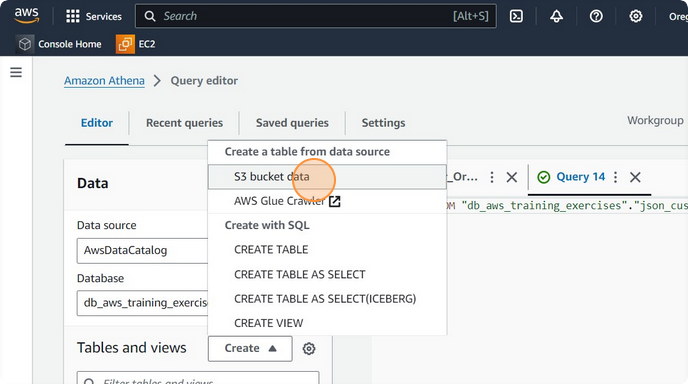 aws Services Search [Alt+S]
Console Home EC2
Amazon Athena Query editor
Editor Recent queries Saved queries Settings Workgroup
Create a table from data source
S3 bucket data
AWS Glue Crawler
Create with SQL
CREATE TABLE
CREATE TABLE AS SELECT
CREATE TABLE AS SELECT(ICEBERG)
CREATE VIEW
Data
Data source
AwsDataCatalog
Database
db_aws_training_exercis
Tables and views Create
Filter tables and views
_Or... Query 14
"db_aws_training_exercises"."json_cus